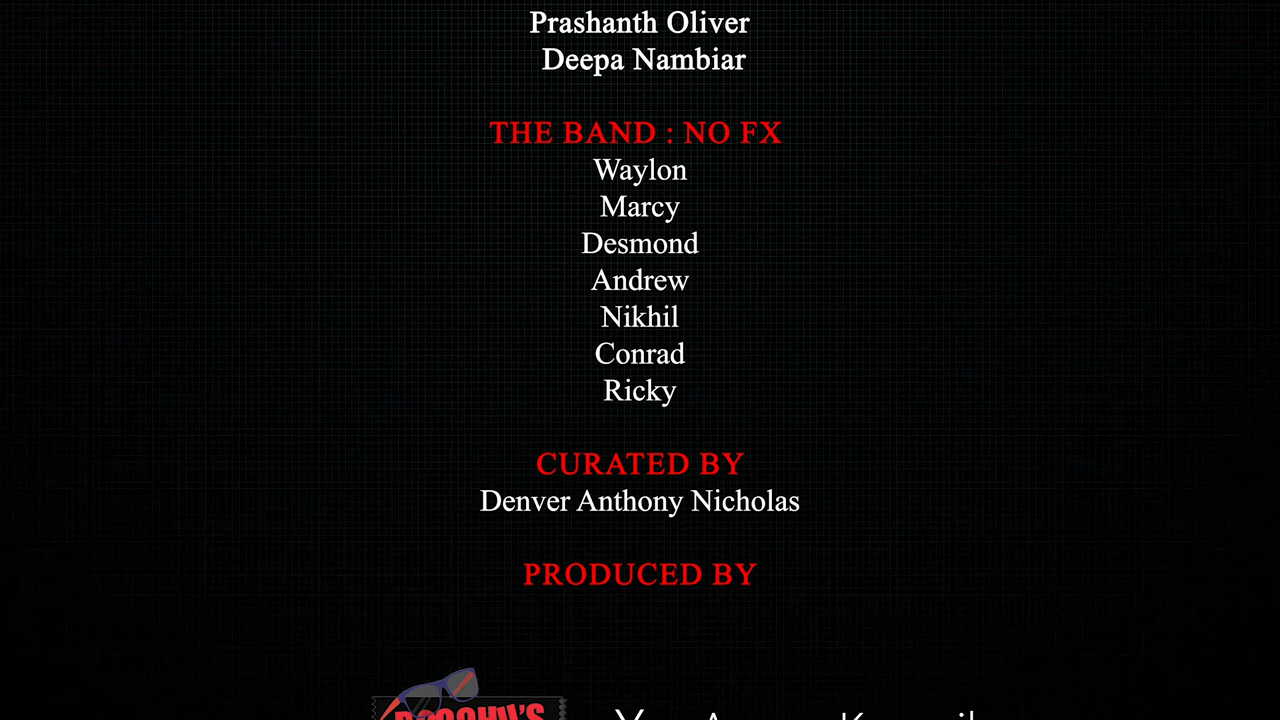 Prashanth Oliver
Deepa Nambiar
THE BAND : NO FX
Waylon
Marcy
Desmond
Andrew
Nikhil
Conrad
Ricky
CURATED BY
Denver Anthony Nicholas
PRODUCED BY